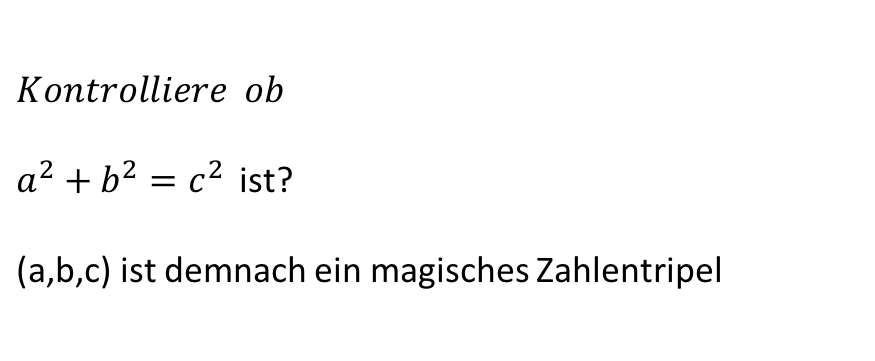 Kontrolliere ob
a² + b² = c² ist?
(a,b,c) ist demnach ein magisches Zahlentripel